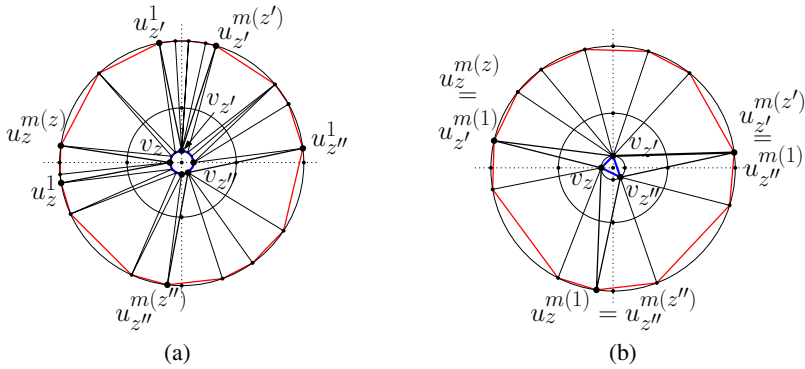 u_{z'}^{1}
u_{z'}^{m(z')}
u_{z}^{m(z)}
v_{z'}
v_{z}
u_{z''}^{1}
v_{z''}
u_{z}^{1}
u_{z''}^{m(z'')}
(a)
u_{z}^{m(z)}
=
u_{z'}^{m(1)}
u_{z'}^{m(z')}
=
u_{z''}^{m(1)}
v_{z'}
v_{z}
v_{z''}
u_{z}^{m(1)} = u_{z''}^{m(z'')}
(b)